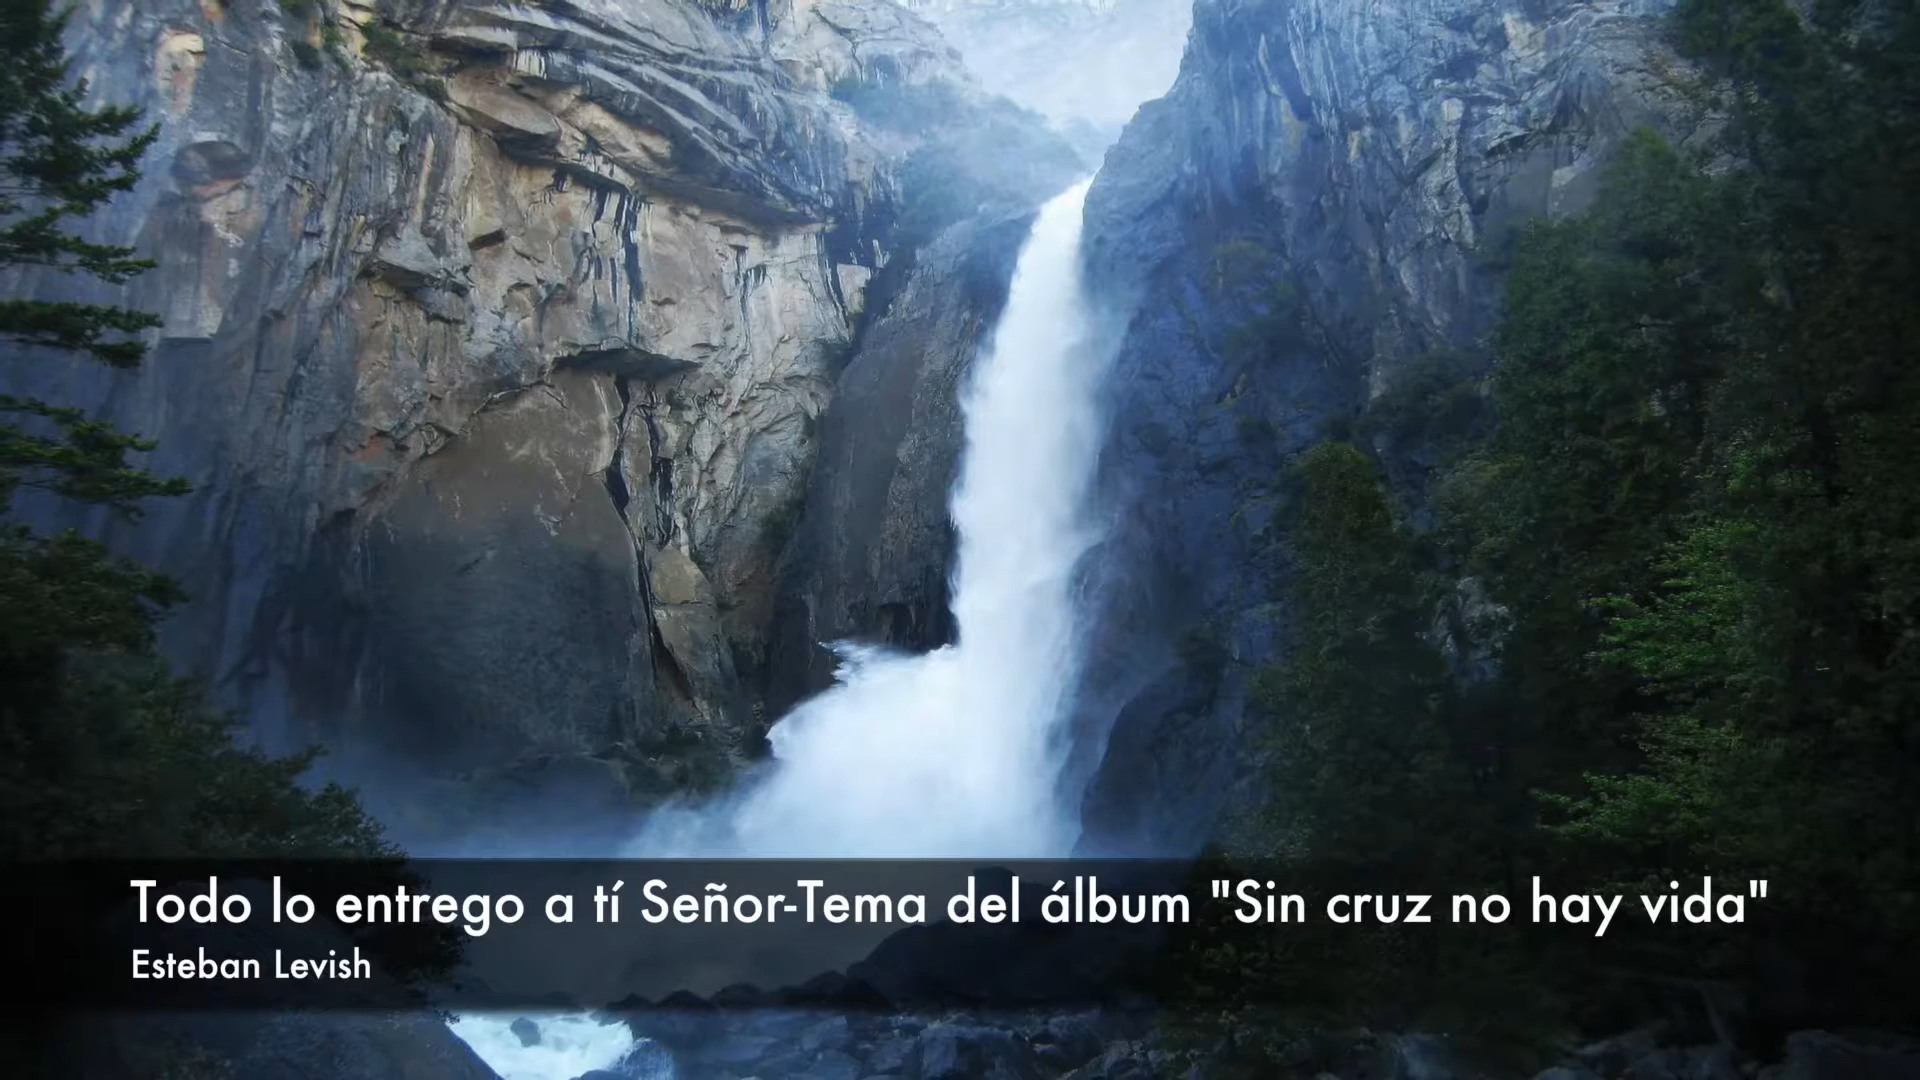 Todo lo entrego a tí Señor-Tema del álbum "Sin cruz no hay vida"
Esteban Levish